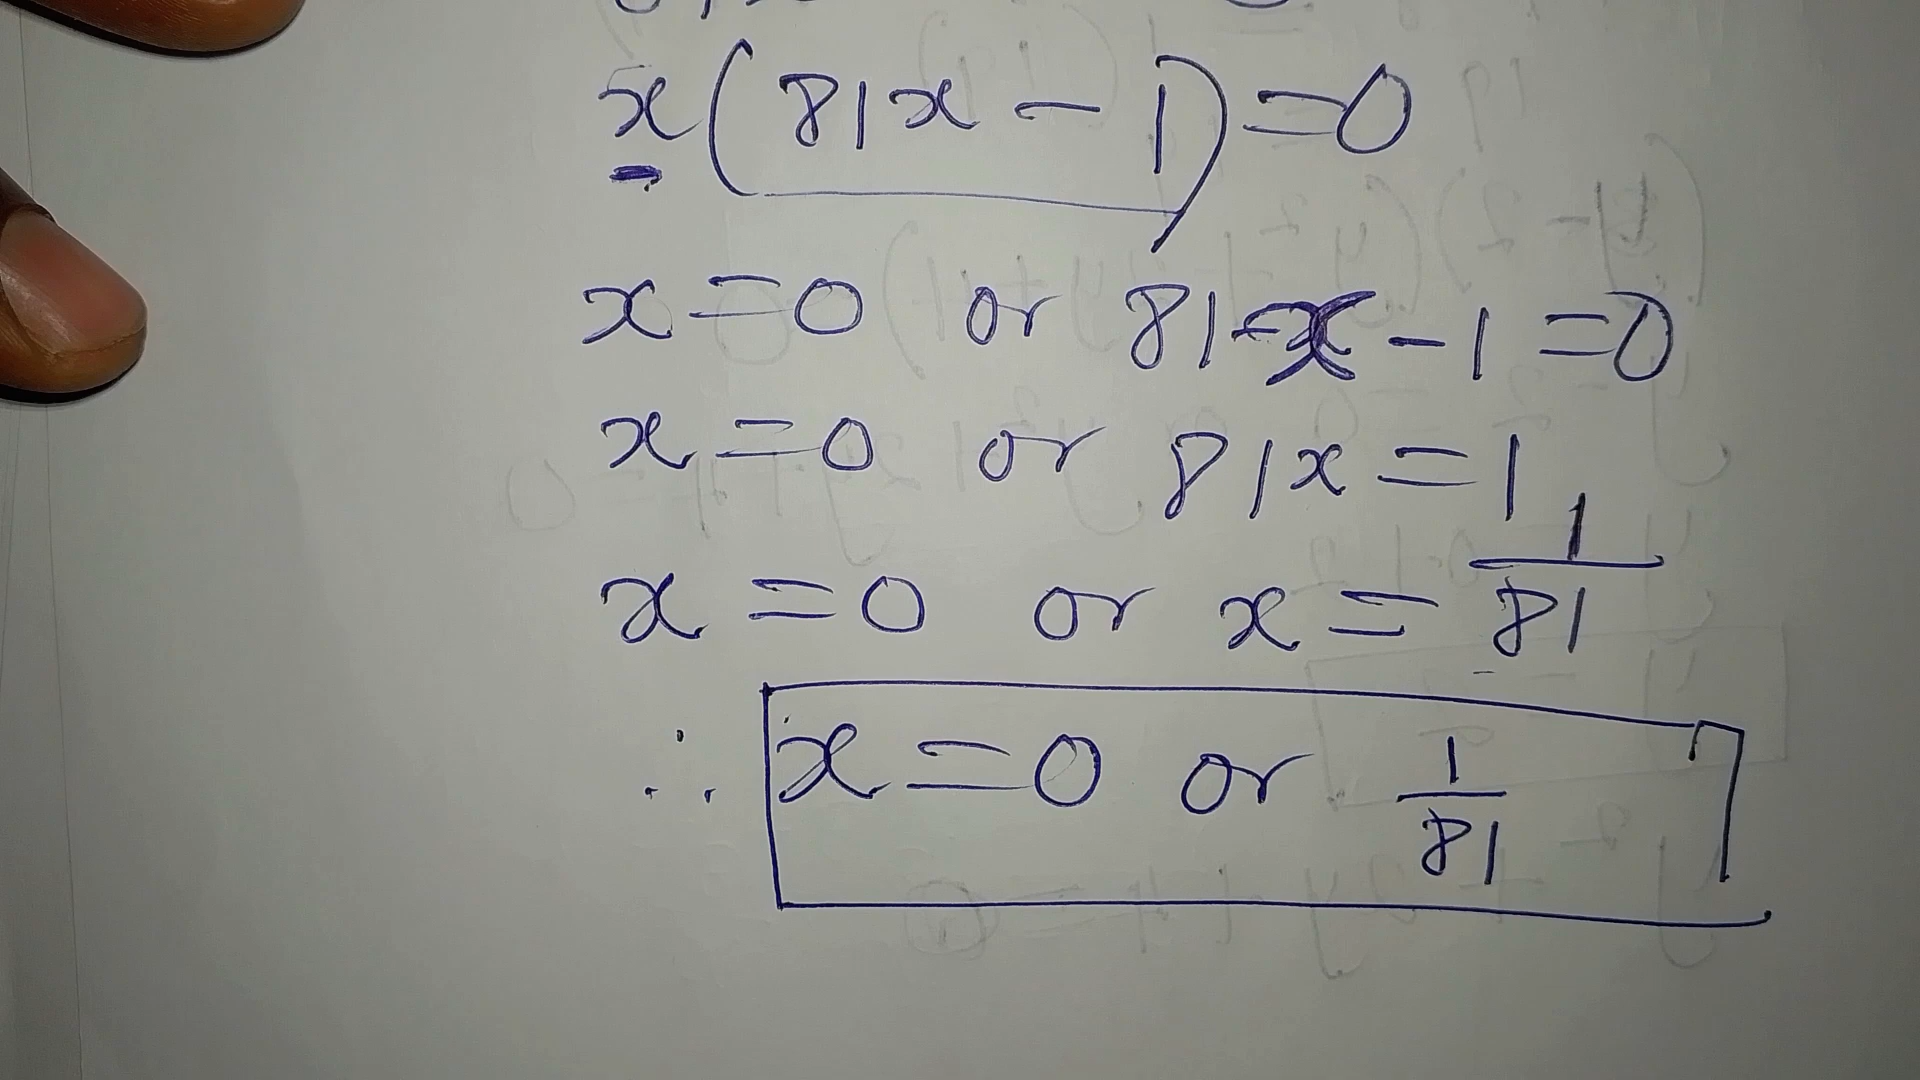 x(81x - 1) = 0
x = 0 or 81x - 1 = 0
x = 0 or 81x = 1
x = 0 or x = 1/81
∴ x = 0 or 1/81